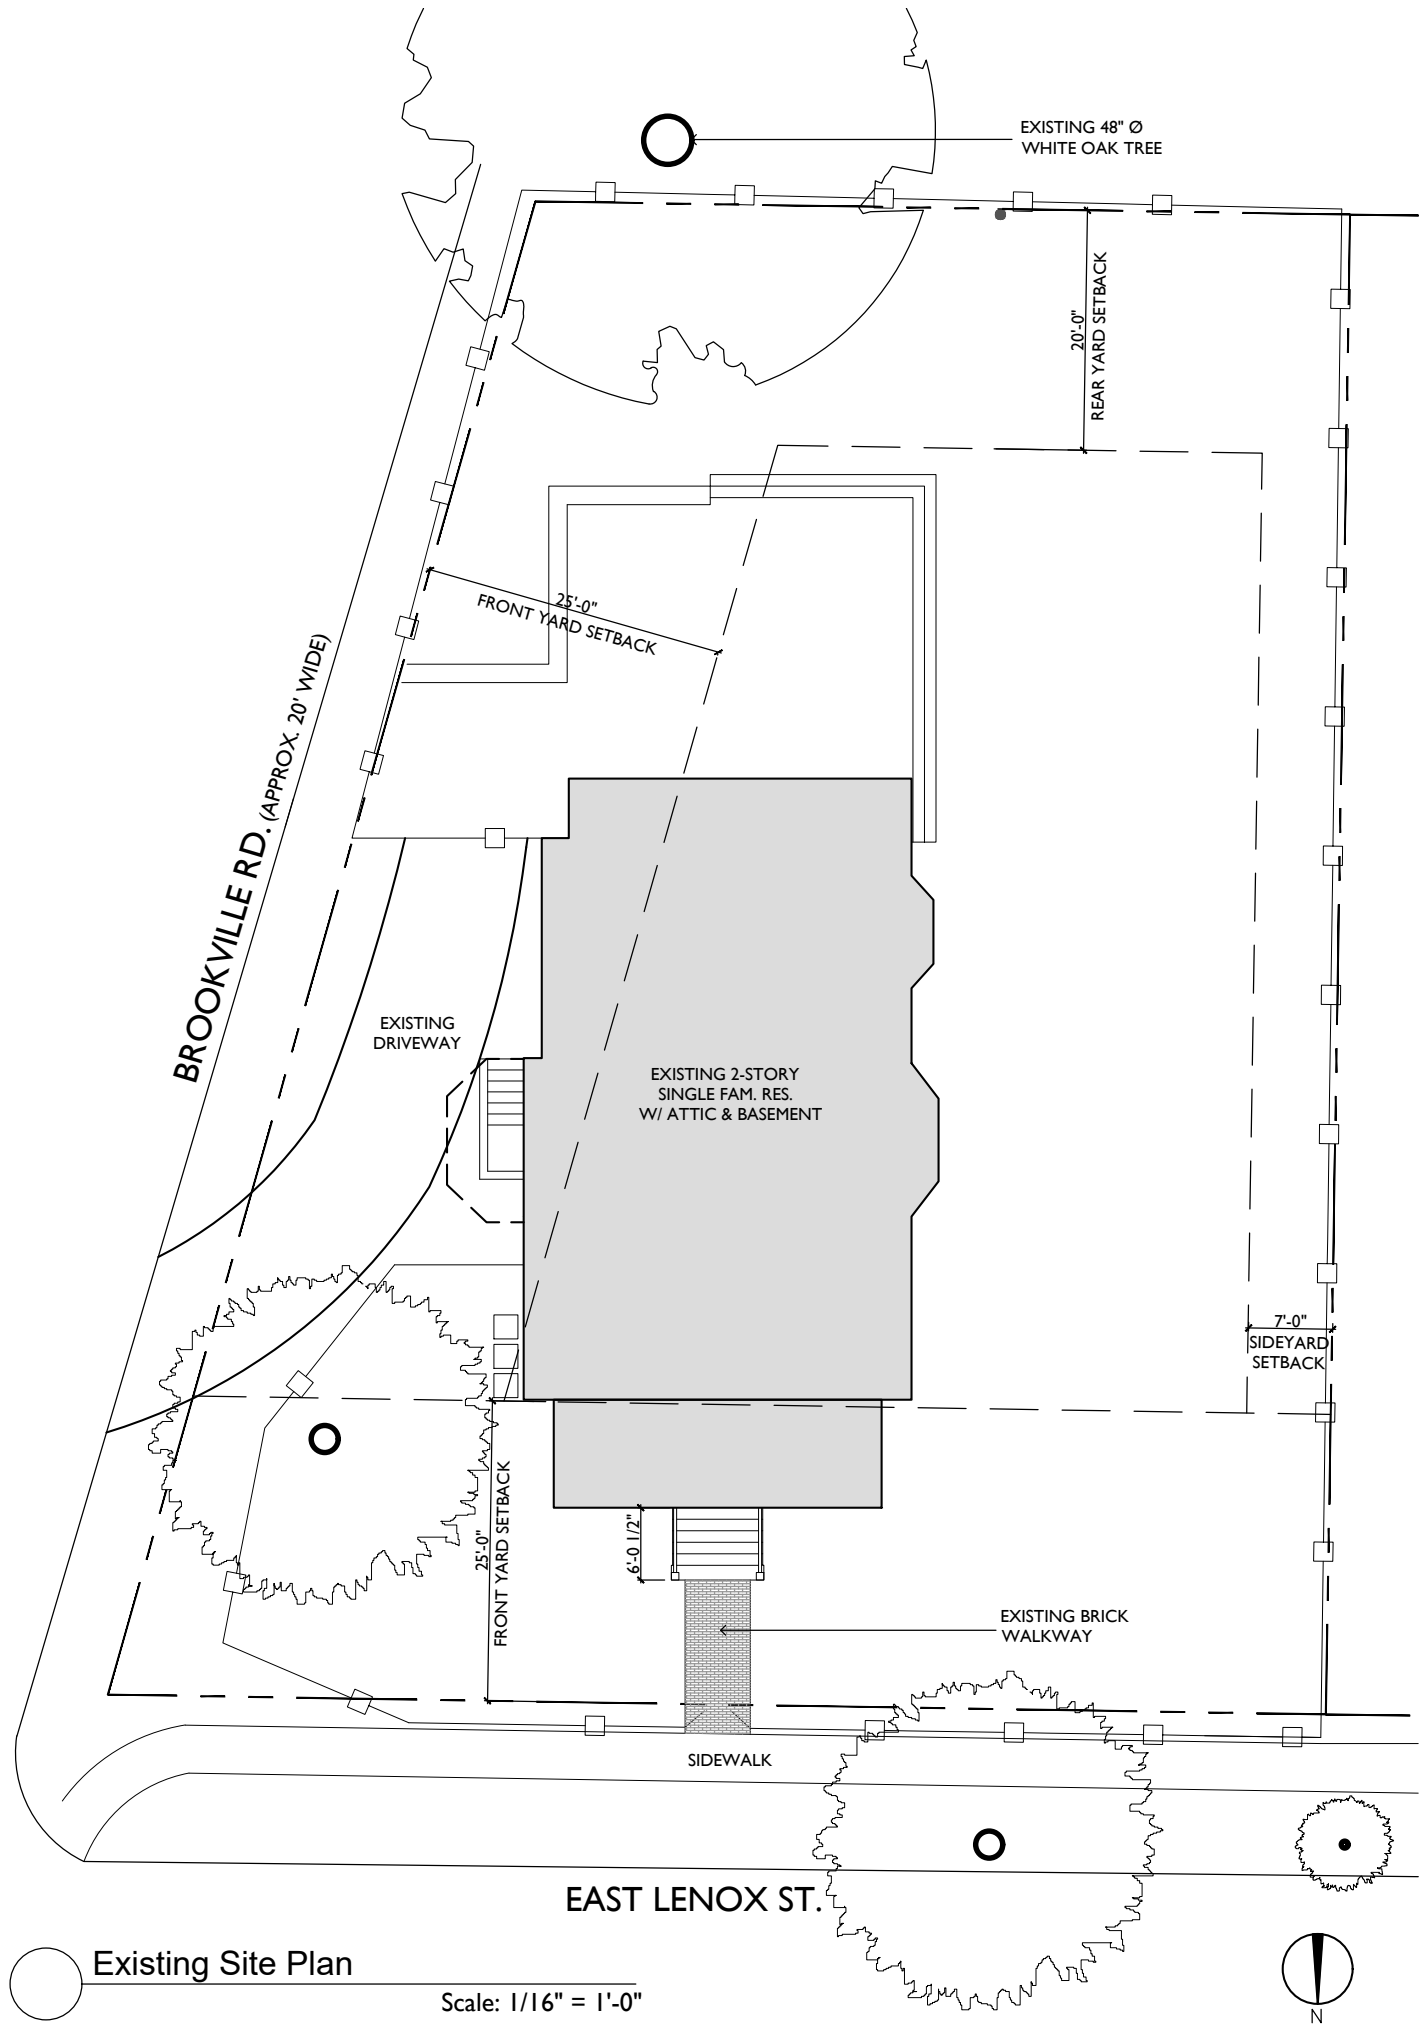 EXISTING 48" Ø
WHITE OAK TREE
20'-0"
REAR YARD SETBACK
25'-0"
FRONT YARD SETBACK
BROOKVILLE RD. (APPROX. 20' WIDE)
EXISTING
DRIVEWAY
EXISTING 2-STORY
SINGLE FAM. RES.
W/ ATTIC & BASEMENT
7'-0"
SIDEYARD
SETBACK
25'-0"
FRONT YARD SETBACK
6'-0 1/2"
EXISTING BRICK
WALKWAY
SIDEWALK
EAST LENOX ST.
Existing Site Plan
Scale: 1/16" = 1'-0"
N